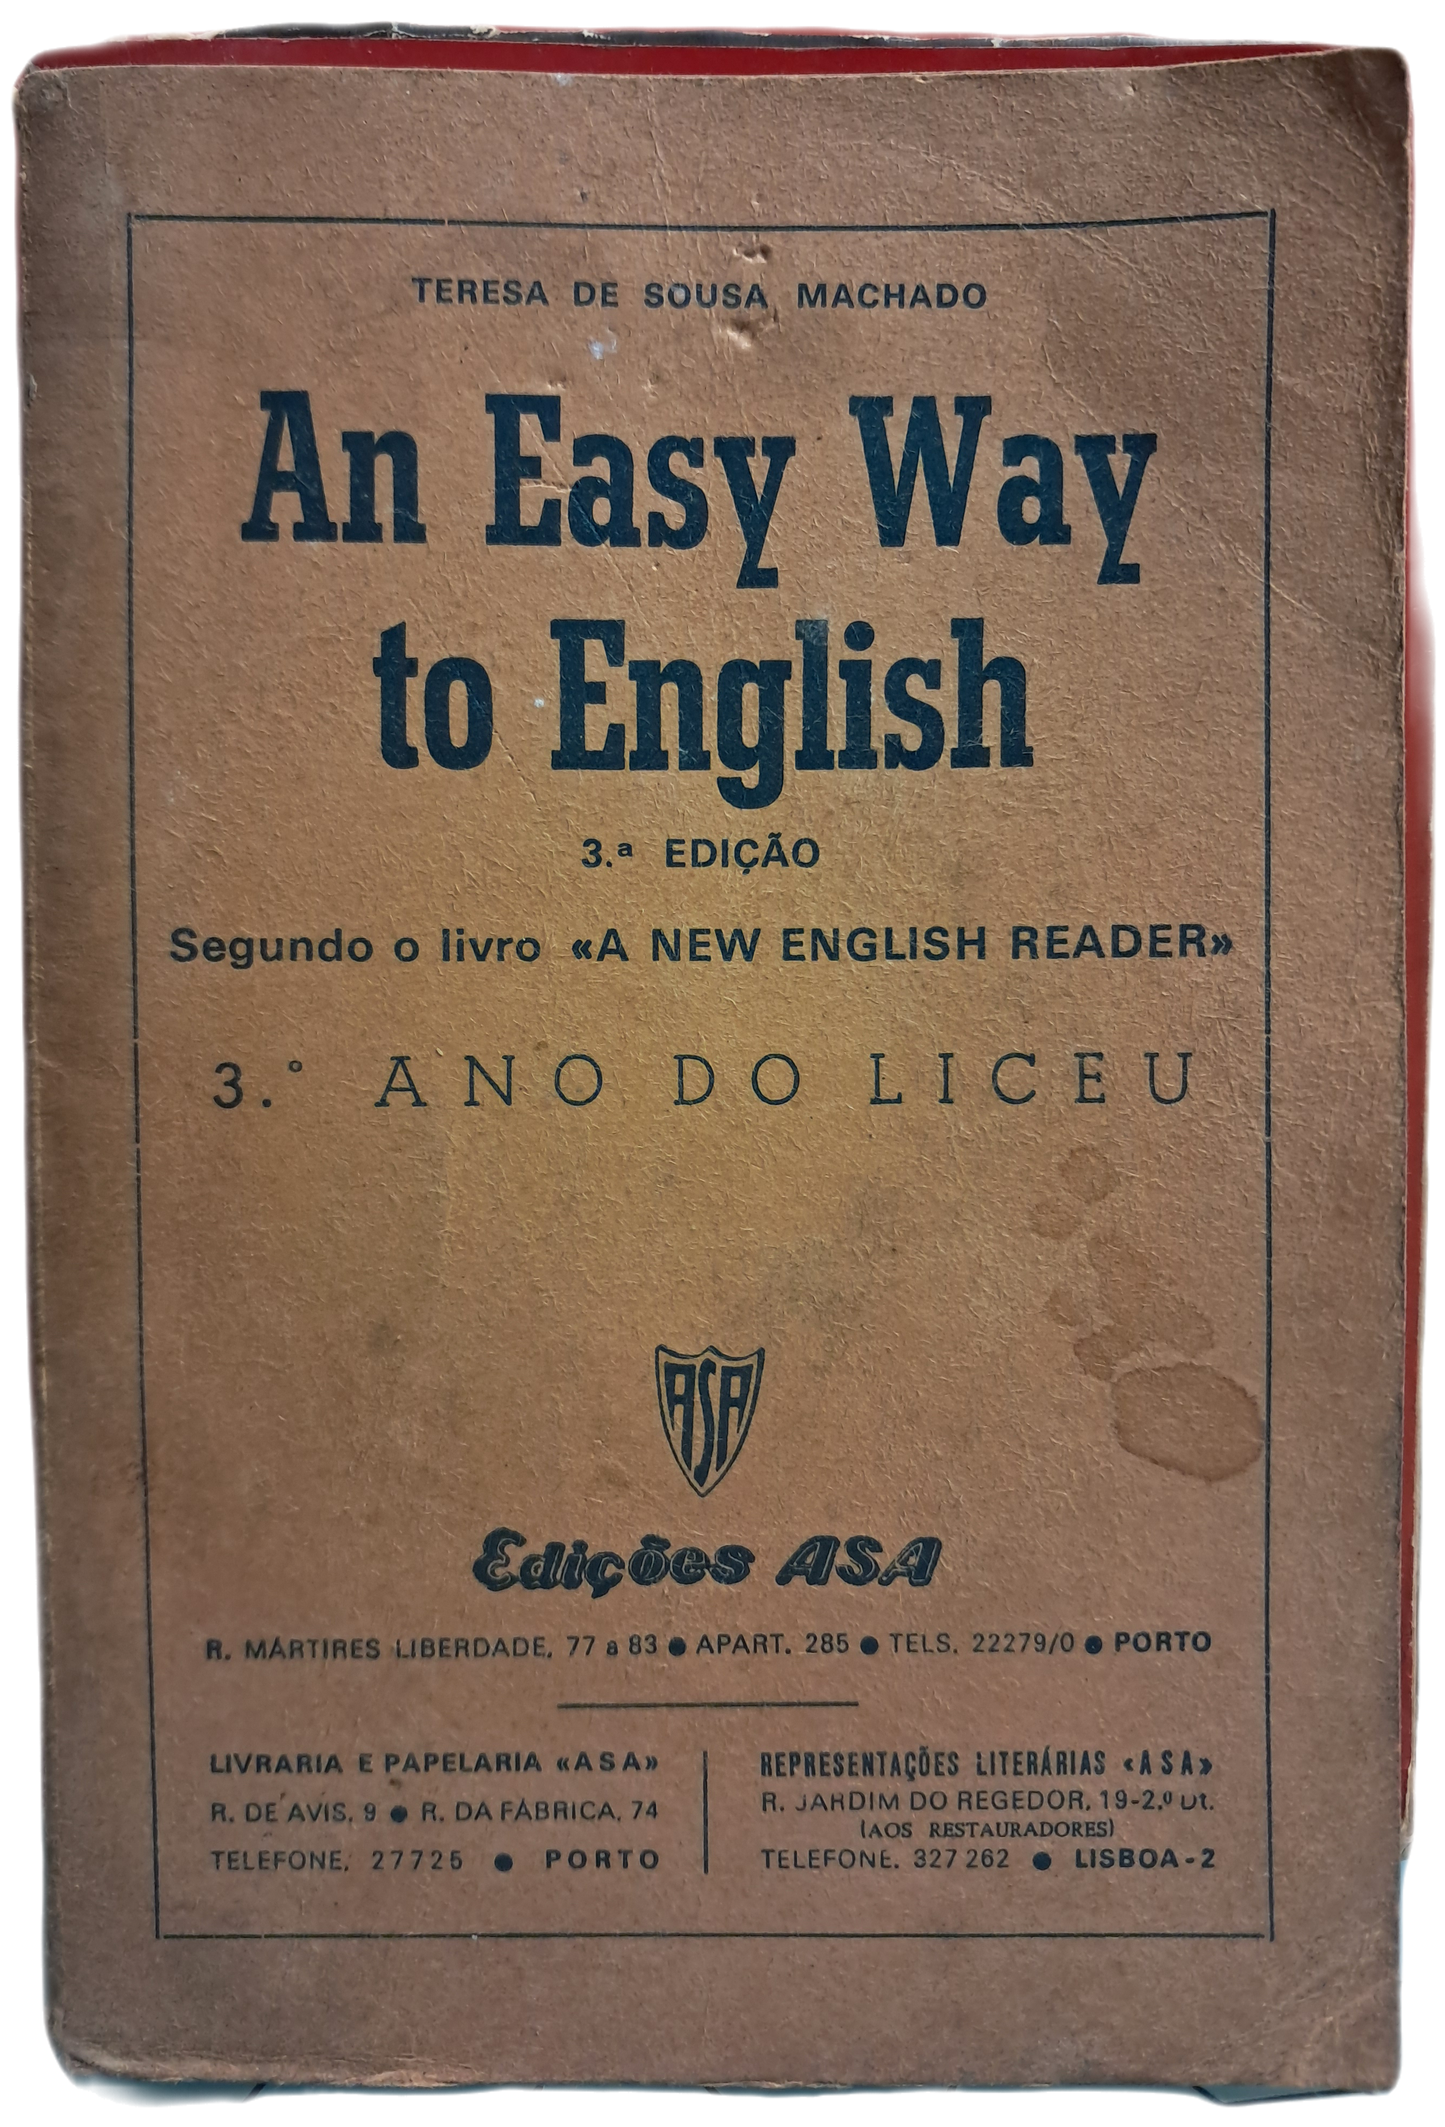 TERESA DE SOUSA MACHADO
An Easy Way
to English
3.ª EDIÇÃO
Segundo o livro «A NEW ENGLISH READER»
3.º ANO DO LICEU
ASA
Edições ASA
R. MÁRTIRES LIBERDADE, 77 a 83 ● APART. 285 ● TELS. 22279/0 ● PORTO
LIVRARIA E PAPELARIA «ASA»
R. DE AVIS, 9 ● R. DA FÁBRICA, 74
TELEFONE, 27725 ● PORTO
REPRESENTAÇÕES LITERÁRIAS «ASA»
R. JARDIM DO REGEDOR, 19-2.º Dt.
(AOS RESTAURADORES)
TELEFONE. 327262 ● LISBOA-2